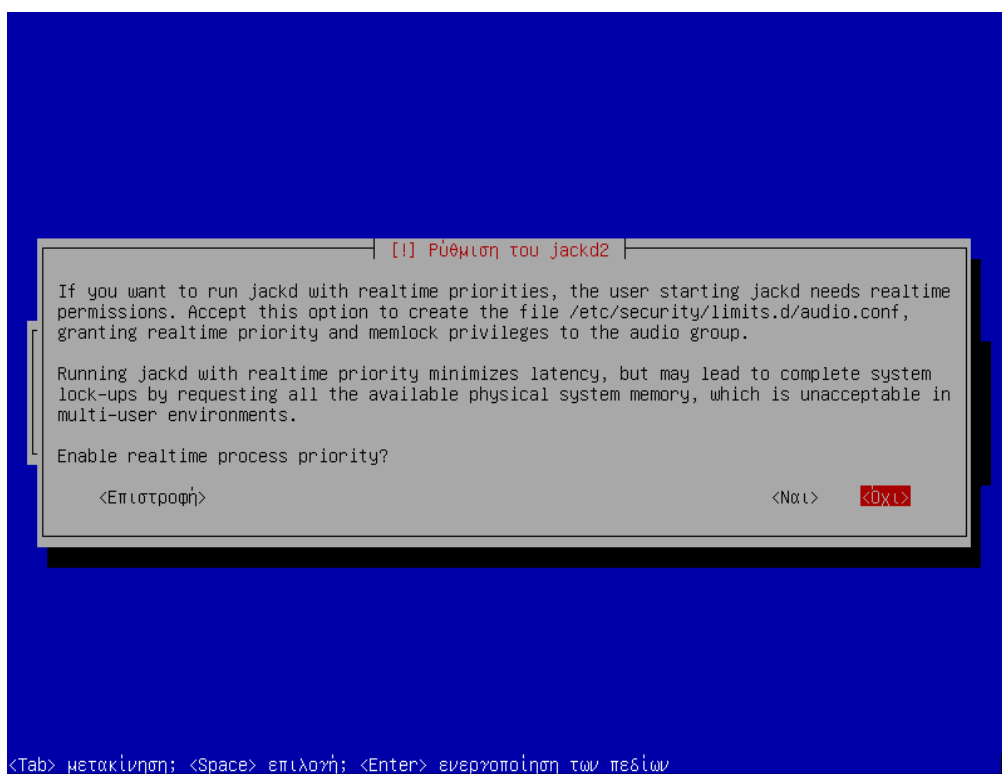 [!] Ρύθμιση του jackd2
If you want to run jackd with realtime priorities, the user starting jackd needs realtime
permissions. Accept this option to create the file /etc/security/limits.d/audio.conf,
granting realtime priority and memlock privileges to the audio group.
Running jackd with realtime priority minimizes latency, but may lead to complete system
lock-ups by requesting all the available physical system memory, which is unacceptable in
multi-user environments.
Enable realtime process priority?
<Επιστροφή> <Ναι> <Όχι>
<Tab> μετακίνηση; <Space> επιλογή; <Enter> ενεργοποίηση των πεδίων